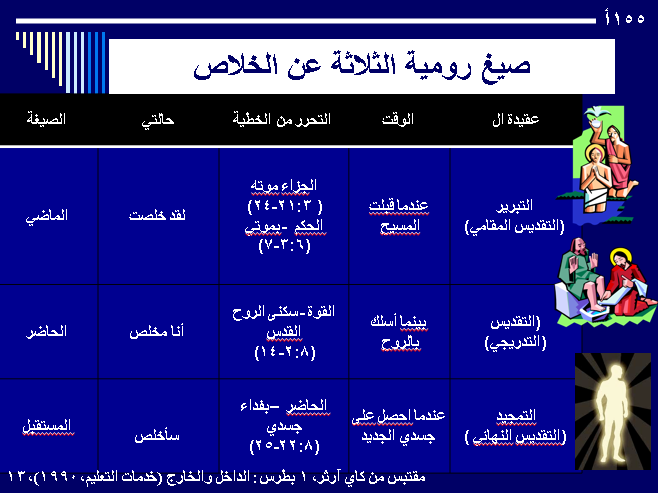 ١٥٥أ
صيغ رومية الثلاثة عن الخلاص
عقيدة ال
الوقت
التحرر من الخطية
حالتي
الصيغة
التبرير
(التقديس المقامي)
عندما قبلت
المسيح
الجزاء موته
( ٢١:٣-٢٤)
الحكم -بموتي
(٣:٦-٧)
لقد خلصت
الماضي
(التقديس
(التدريجي)
بينما أسلك
بالروح
القوة -سكنى الروح
القدس
(٢:٨-١٤)
أنا مخلص
الحاضر
التمجيد
(التقديس النهائي )
عندما احصل على
جسدي الجديد
الحاضر –بفداء
جسدي
(٢٢:٨-٢٥)
سأخلص
المستقبل
مقتبس من كاي آرثر، ١ بطرس: الداخل والخارج (خدمات التعليم، ١٩٩٠)، ١٣